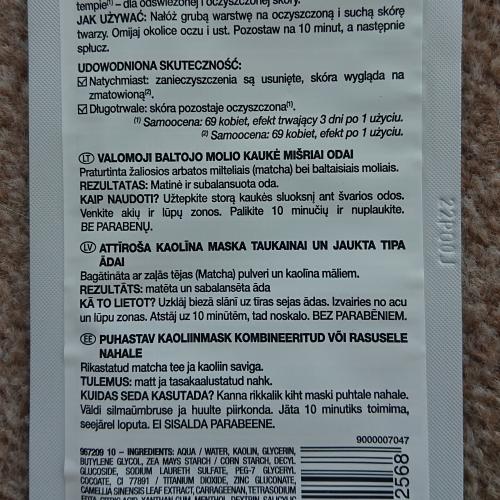 tempie⁽¹⁾ – dla odświeżonej i oczyszczonej skóry.
JAK UŻYWAĆ: Nałóż grubą warstwę na oczyszczoną i suchą skórę
twarzy. Omijaj okolice oczu i ust. Pozostaw na 10 minut, a następnie
spłucz.
UDOWODNIONA SKUTECZNOŚĆ:
☑ Natychmiast: zanieczyszczenia są usunięte, skóra wygląda na
zmatowioną⁽²⁾.
☑ Długotrwale: skóra pozostaje oczyszczona⁽¹⁾.
⁽¹⁾ Samoocena: 69 kobiet, efekt trwający 3 dni po 1 użyciu.
⁽²⁾ Samoocena: 69 kobiet, efekt po 1 użyciu.
LT VALOMOJI BALTOJO MOLIO KAUKĖ MIŠRIAI ODAI
Praturtinta žaliosios arbatos milteliais (matcha) bei baltaisiais moliais.
REZULTATAS: Matinė ir subalansuota oda.
KAIP NAUDOTI? Užtepkite storą kaukės sluoksnį ant švarios odos.
Venkite akių ir lūpų zonos. Palikite 10 minučių ir nuplaukite.
BE PARABENŲ.
LV ATTĪROŠA KAOLĪNA MASKA TAUKAINAI UN JAUKTA TIPA
ĀDAI
Bagātināta ar zaļās tējas (Matcha) pulveri un kaolīna māliem.
REZULTĀTS: matēta un sabalansēta āda
KĀ TO LIETOT? Uzklāj biezā slānī uz tīras sejas ādas. Izvairies no acu
un lūpu zonas. Atstāj uz 10 minūtēm, tad noskalo. BEZ PARABĒNIEM.
EE PUHASTAV KAOLIINMASK KOMBINEERITUD VÕI RASUSELE
NAHALE
Rikastatud matcha tee ja kaoliin saviga.
TULEMUS: matt ja tasakaalustatud nahk.
KUIDAS SEDA KASUTADA? Kanna rikkalik kiht maski puhtale nahale.
Väldi silmaümbruse ja huulte piirkonda. Jäta 10 minutiks toimima,
seejärel loputa. EI SISALDA PARABEENE.
9000007047
967209 10 – INGREDIENTS: AQUA / WATER, KAOLIN, GLYCERIN,
BUTYLENE GLYCOL, ZEA MAYS STARCH / CORN STARCH, DECYL
GLUCOSIDE, SODIUM LAURETH SULFATE, PEG-7 GLYCERYL
COCOATE, CI 77891 / TITANIUM DIOXIDE, ZINC GLUCONATE,
CAMELLIA SINENSIS LEAF EXTRACT, CARRAGEENAN, TETRASODIUM